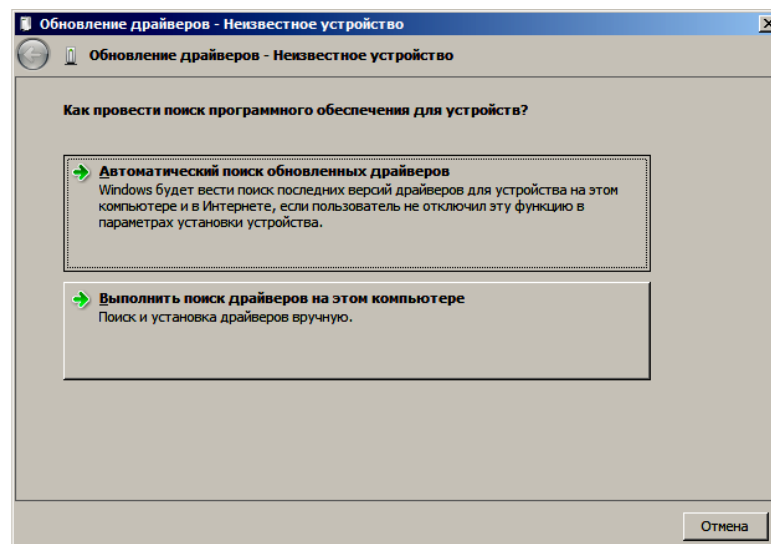 Обновление драйверов - Неизвестное устройство
Обновление драйверов - Неизвестное устройство
Как провести поиск программного обеспечения для устройств?
Автоматический поиск обновленных драйверов
Windows будет вести поиск последних версий драйверов для устройства на этом
компьютере и в Интернете, если пользователь не отключил эту функцию в
параметрах установки устройства.
Выполнить поиск драйверов на этом компьютере
Поиск и установка драйверов вручную.
Отмена